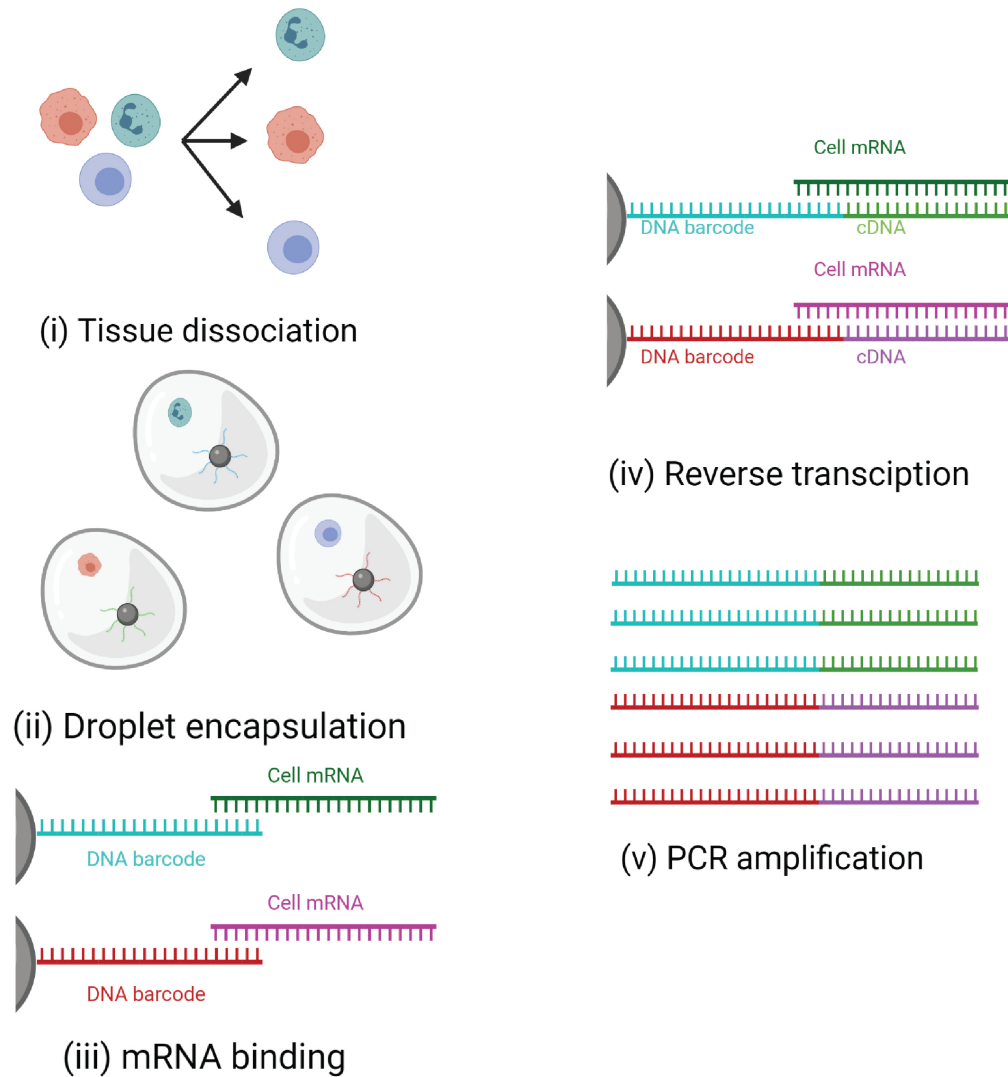 (i) Tissue dissociation
(ii) Droplet encapsulation
Cell mRNA
DNA barcode
Cell mRNA
DNA barcode
(iii) mRNA binding
Cell mRNA
DNA barcode
cDNA
Cell mRNA
DNA barcode
cDNA
(iv) Reverse transciption
(v) PCR amplification